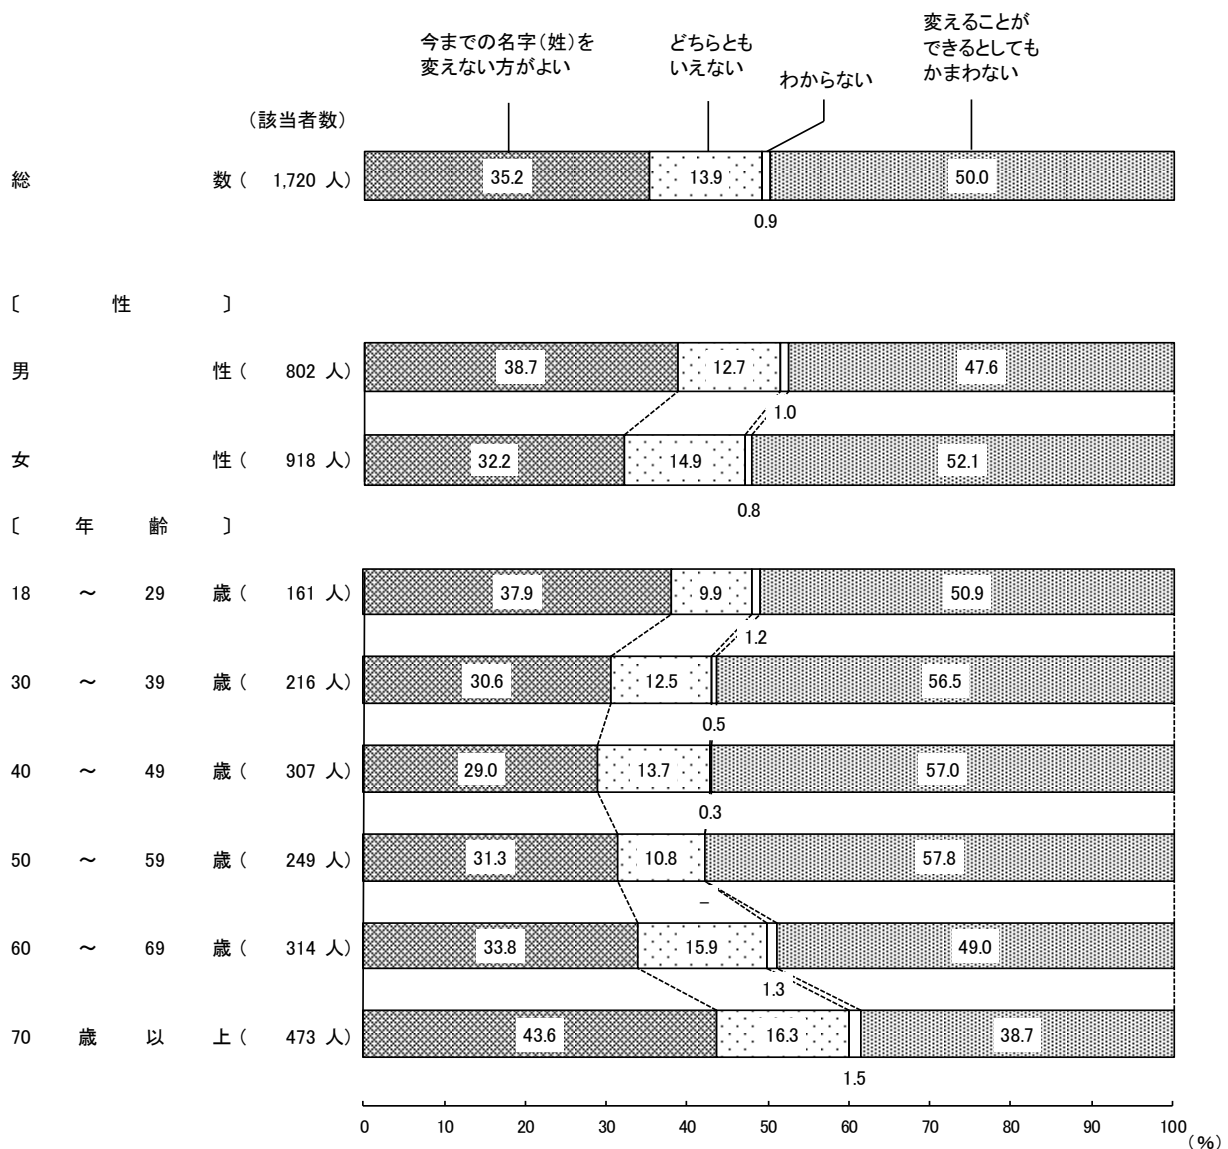 今までの名字(姓)を
変えない方がよい
どちらとも
いえない
わからない
変えることが
できるとしても
かまわない
(該当者数)
総 数 ( 1,720 人) 35.2 13.9 50.0
0.9
〔 性 〕
男 性 ( 802 人) 38.7 12.7 47.6
1.0
女 性 ( 918 人) 32.2 14.9 52.1
0.8
〔 年 齢 〕
18 ~ 29 歳 ( 161 人) 37.9 9.9 50.9
1.2
30 ~ 39 歳 ( 216 人) 30.6 12.5 56.5
0.5
40 ~ 49 歳 ( 307 人) 29.0 13.7 57.0
0.3
50 ~ 59 歳 ( 249 人) 31.3 10.8 57.8
-
60 ~ 69 歳 ( 314 人) 33.8 15.9 49.0
1.3
70 歳 以 上 ( 473 人) 43.6 16.3 38.7
1.5
0 10 20 30 40 50 60 70 80 90 100
(%)